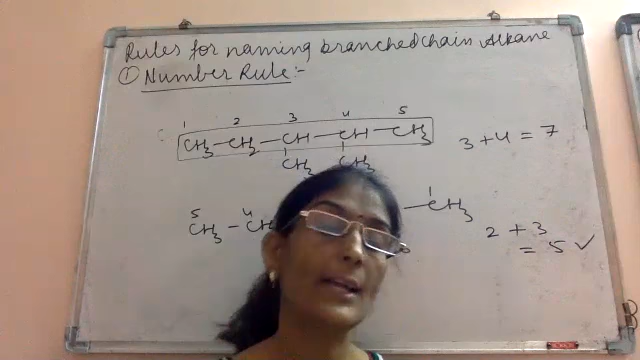 Rules for naming branched chain Alkane
① Number Rule:-
1 2 3 4 5
CH3 — CH2 — CH — CH — CH3 3+4=7
CH3 CH3
5 4 1
CH3 — CH CH3 2 + 3
= 5 ✓